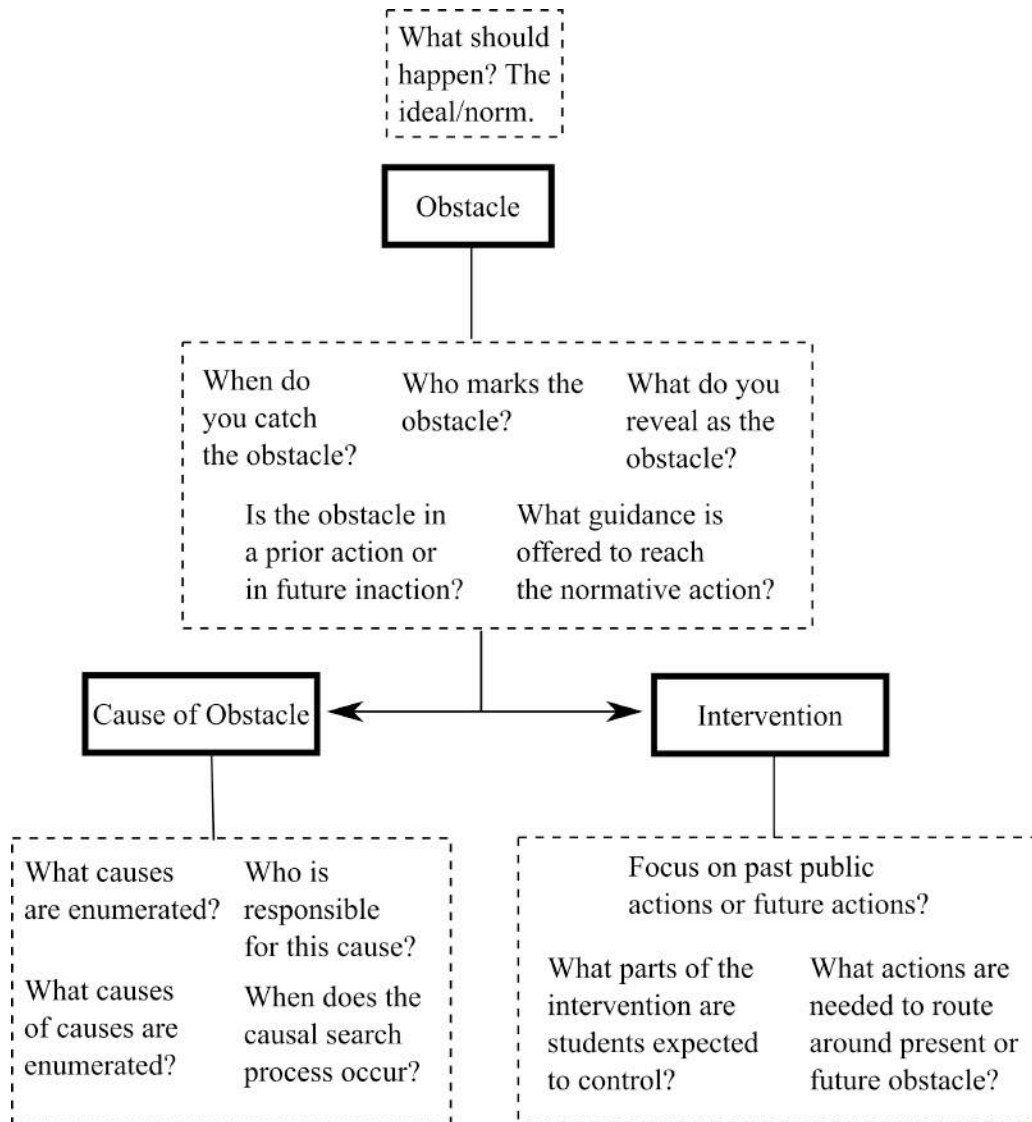 What should
happen? The
ideal/norm.
Obstacle
When do
you catch
the obstacle?
Who marks the
obstacle?
What do you
reveal as the
obstacle?
Is the obstacle in
a prior action or
in future inaction?
What guidance is
offered to reach
the normative action?
Cause of Obstacle
Intervention
What causes
are enumerated?
Who is
responsible
for this cause?
What causes
of causes are
enumerated?
When does the
causal search
process occur?
Focus on past public
actions or future actions?
What parts of the
intervention are
students expected
to control?
What actions are
needed to route
around present or
future obstacle?